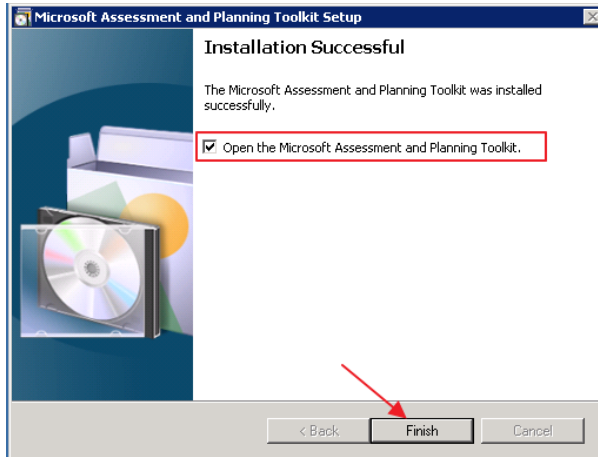 Microsoft Assessment and Planning Toolkit Setup
Installation Successful
The Microsoft Assessment and Planning Toolkit was installed
successfully.
Open the Microsoft Assessment and Planning Toolkit.
< Back Finish Cancel